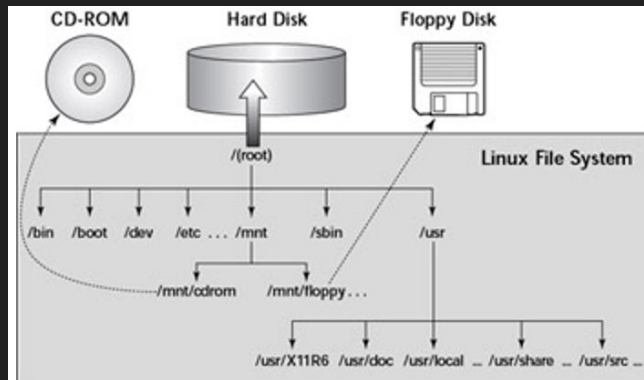 CD-ROM Hard Disk Floppy Disk
/(root)
Linux File System
/bin /boot /dev /etc ... /mnt /sbin /usr
/mnt/cdrom /mnt/floppy...
/usr/X11R6 /usr/doc /usr/local ... /usr/share ... /usr/src ...